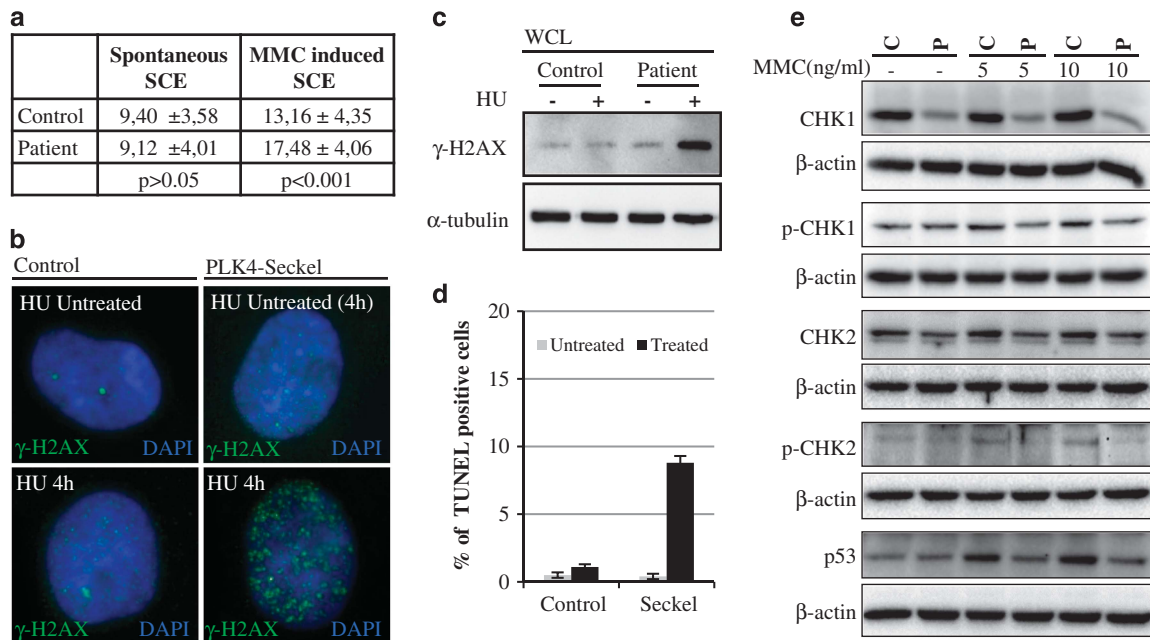 a
Spontaneous SCE MMC induced SCE
Control 9,40 ±3,58 13,16 ± 4,35
Patient 9,12 ±4,01 17,48 ± 4,06
p>0.05 p<0.001
b
Control PLK4-Seckel
HU Untreated HU Untreated (4h)
γ-H2AX DAPI γ-H2AX DAPI
HU 4h HU 4h
γ-H2AX DAPI γ-H2AX DAPI
c
WCL
Control Patient
HU - + - +
γ-H2AX
α-tubulin
d
% of TUNEL positive cells
20
15
10
5
0
Untreated Treated
Control Seckel
e
C P C P C P
MMC(ng/ml) - - 5 5 10 10
CHK1
β-actin
p-CHK1
β-actin
CHK2
β-actin
p-CHK2
β-actin
p53
β-actin